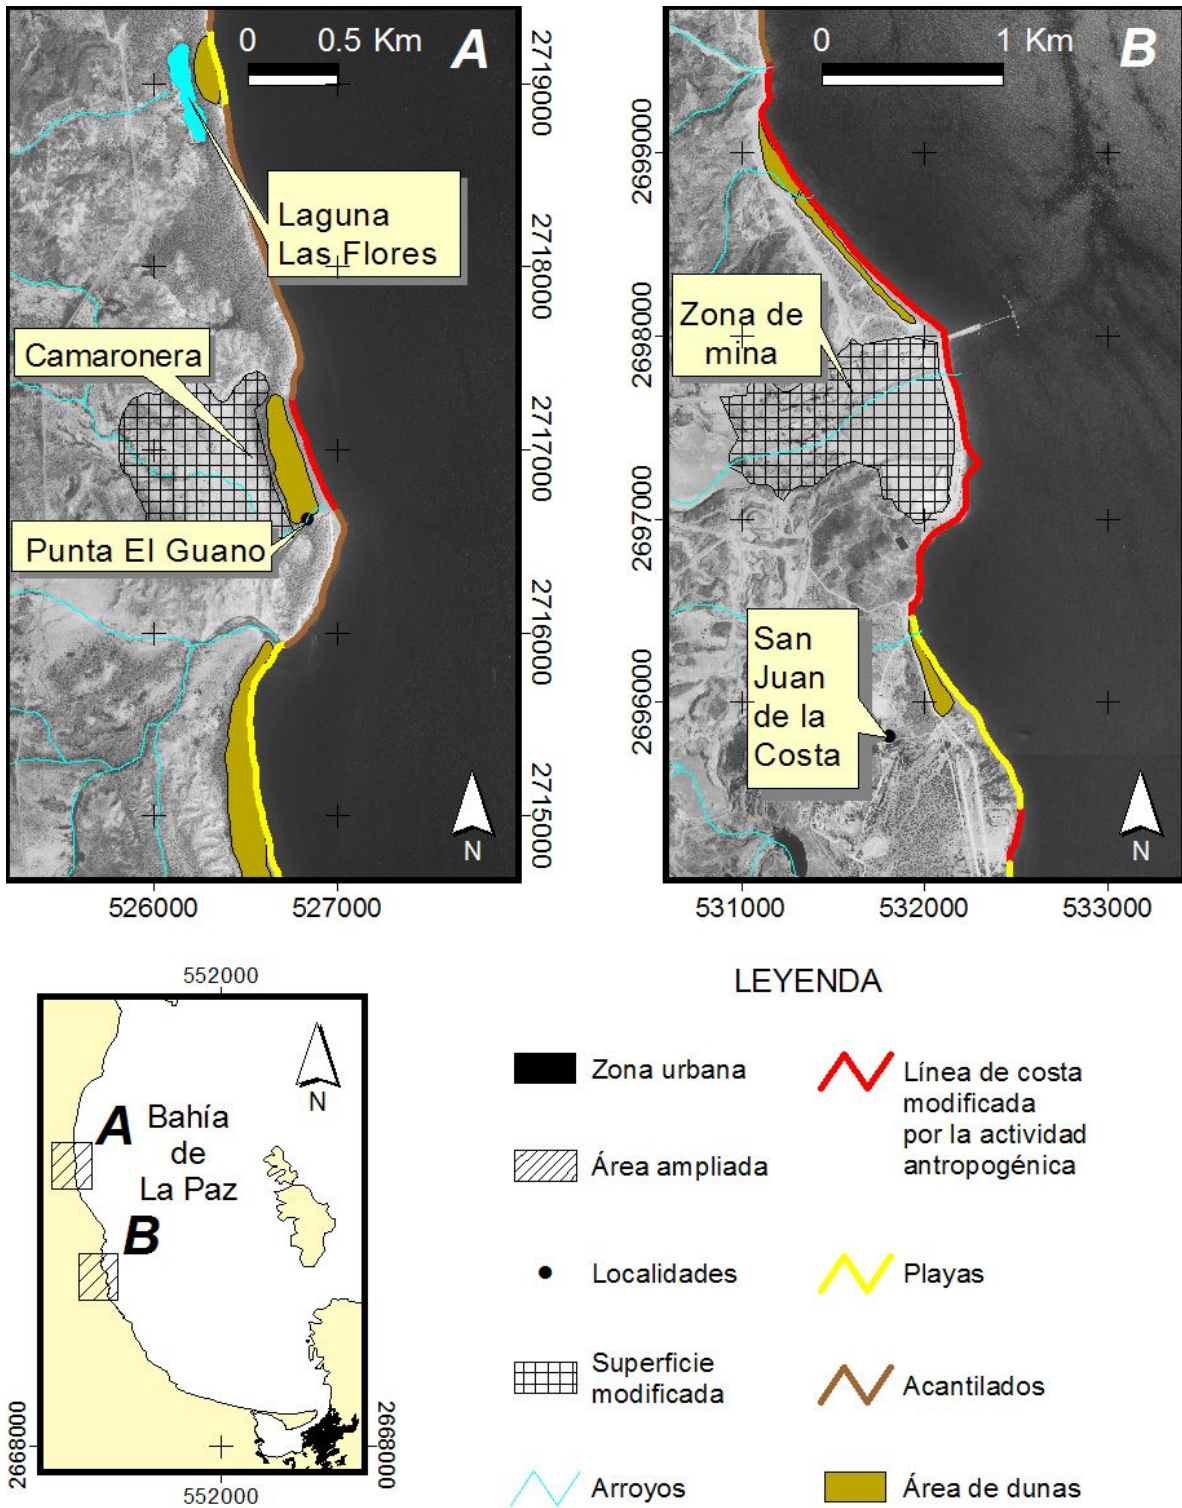 0 0.5 Km A
2719000
Laguna
Las Flores
2718000
Camaronera
2717000
Punta El Guano
2716000
2715000
N
526000 527000
0 1 Km B
2699000
Zona de
mina
2698000
2697000
San
Juan
de la
Costa
2696000
N
531000 532000 533000
552000
N
A
Bahía
de
La Paz
B
2668000
2668000
552000
LEYENDA
Zona urbana
Área ampliada
Localidades
Superficie
modificada
Arroyos
Línea de costa
modificada
por la actividad
antropogénica
Playas
Acantilados
Área de dunas